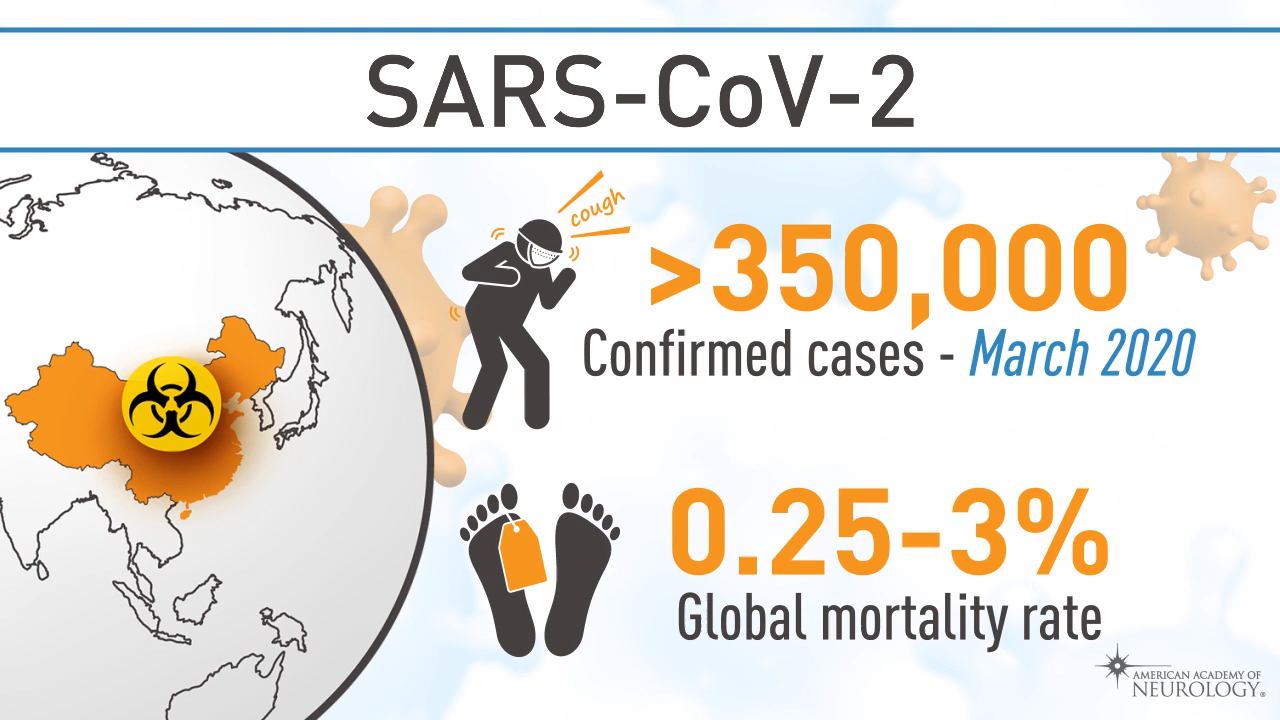 SARS-CoV-2
cough
>350,000
Confirmed cases - March 2020
0.25-3%
Global mortality rate
AMERICAN ACADEMY OF
NEUROLOGY®